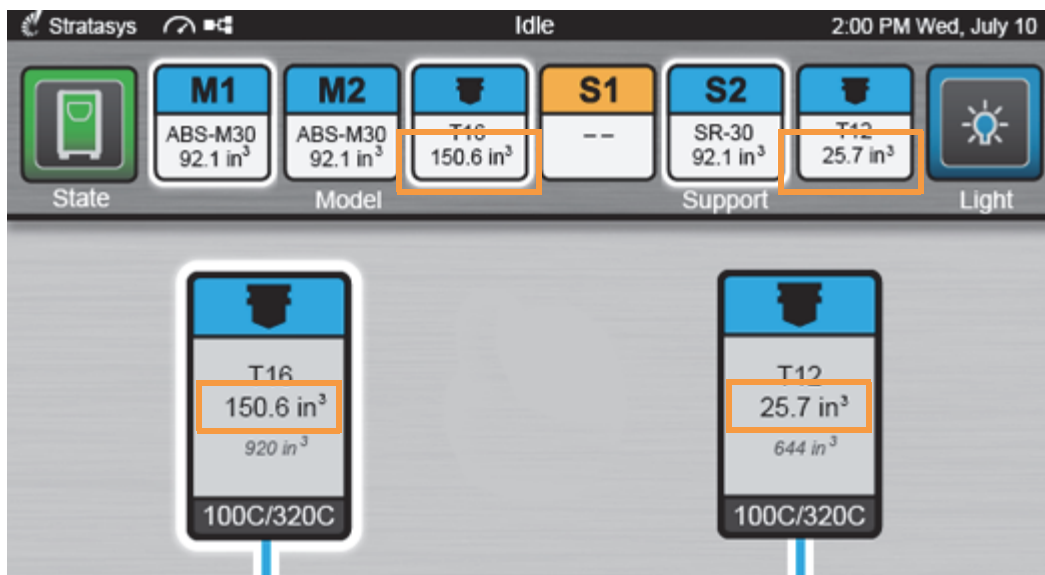 Stratasys Idle 2:00 PM Wed, July 10
M1 M2 S1 S2
ABS-M30 ABS-M30 T16 -- SR-30 T12
92.1 in³ 92.1 in³ 150.6 in³ 92.1 in³ 25.7 in³
State Model Support Light
T16
150.6 in³
920 in³
100C/320C
T12
25.7 in³
644 in³
100C/320C